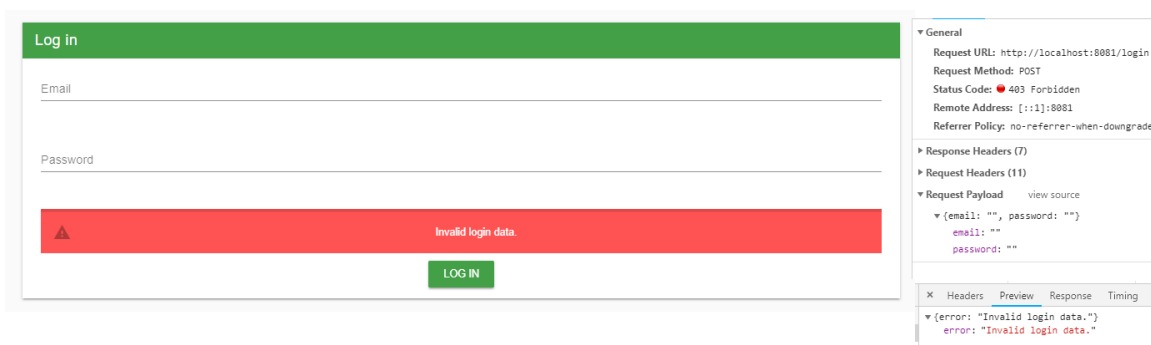 Log in
Email
Password
Invalid login data.
LOG IN
General
Request URL: http://localhost:8081/login
Request Method: POST
Status Code: 403 Forbidden
Remote Address: [::1]:8081
Referrer Policy: no-referrer-when-downgrade
Response Headers (7)
Request Headers (11)
Request Payload view source
{email: "", password: ""}
email: ""
password: ""
× Headers Preview Response Timing
{error: "Invalid login data."}
error: "Invalid login data."